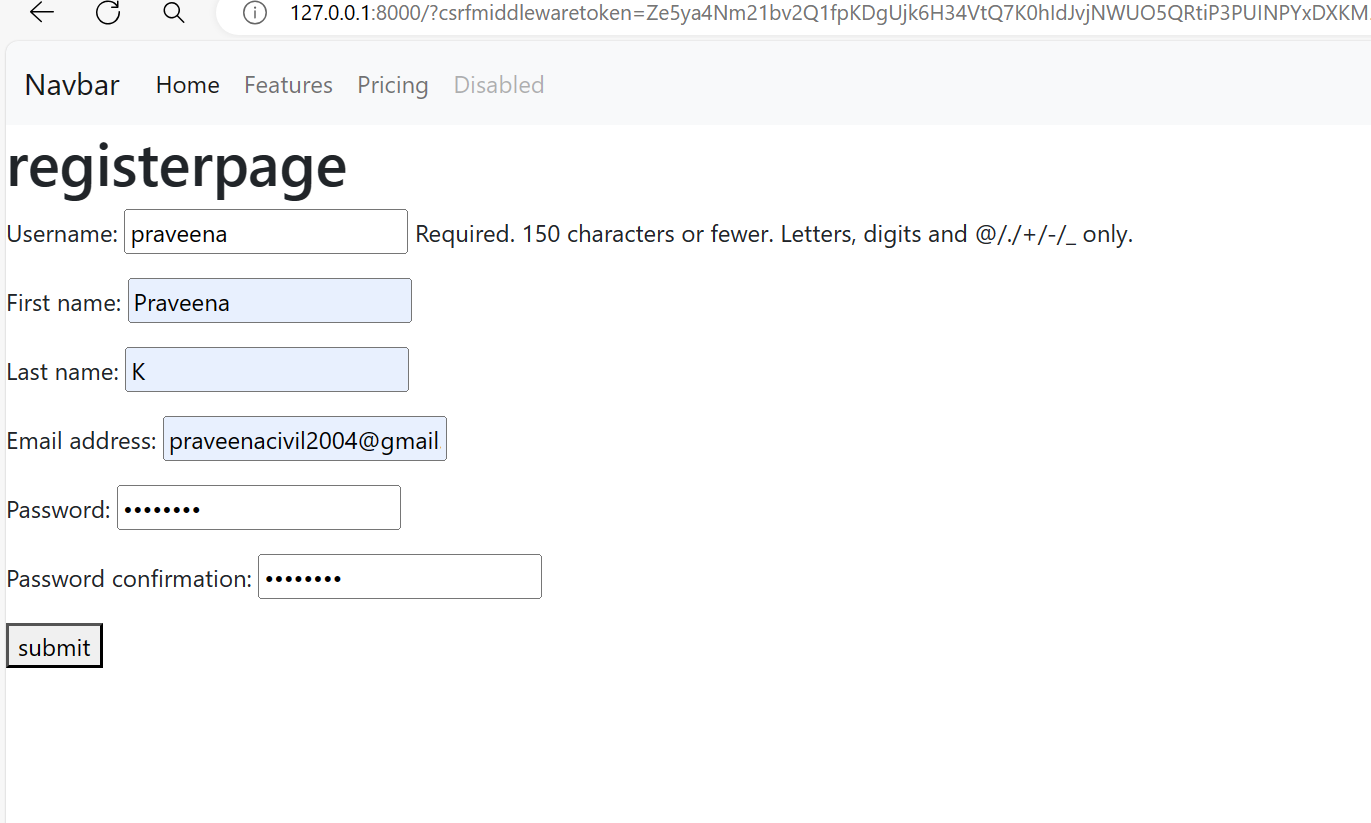 127.0.0.1:8000/?csrfmiddlewaretoken=Ze5ya4Nm21bv2Q1fpKDgUjk6H34VtQ7K0hIdJvjNWUO5QRtiP3PUINPYxDXKM
Navbar Home Features Pricing Disabled
registerpage
Username: praveena Required. 150 characters or fewer. Letters, digits and @/./+/-/_ only.
First name: Praveena
Last name: K
Email address: praveenacivil2004@gmail.
Password: ••••••••
Password confirmation: ••••••••
submit